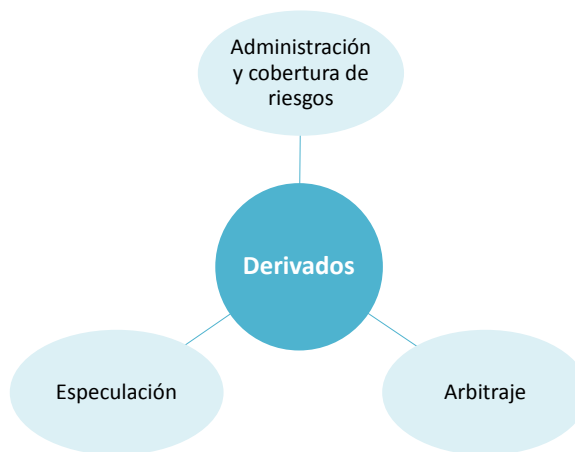 Administración
y cobertura de
riesgos
Derivados
Especulación
Arbitraje